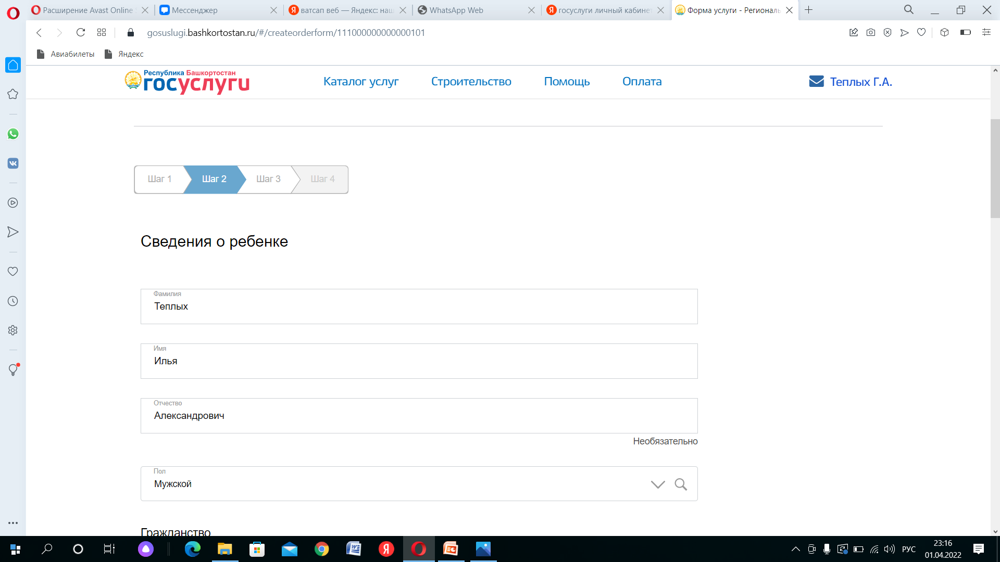 Расширение Avast Online
Мессенджер
ватсап веб — Яндекс: наш
WhatsApp Web
госуслуги личный кабинет
Форма услуги - Региональ
gosuslugi.bashkortostan.ru/#/createorderform/111000000000000101
Авиабилеты
Яндекс
Республика Башкортостан
госуслуги
Каталог услуг
Строительство
Помощь
Оплата
Теплых Г.А.
Шаг 1
Шаг 2
Шаг 3
Шаг 4
Сведения о ребенке
Фамилия
Теплых
Имя
Илья
Отчество
Александрович
Необязательно
Пол
Мужской
Гражданство
РУС
23:16
01.04.2022